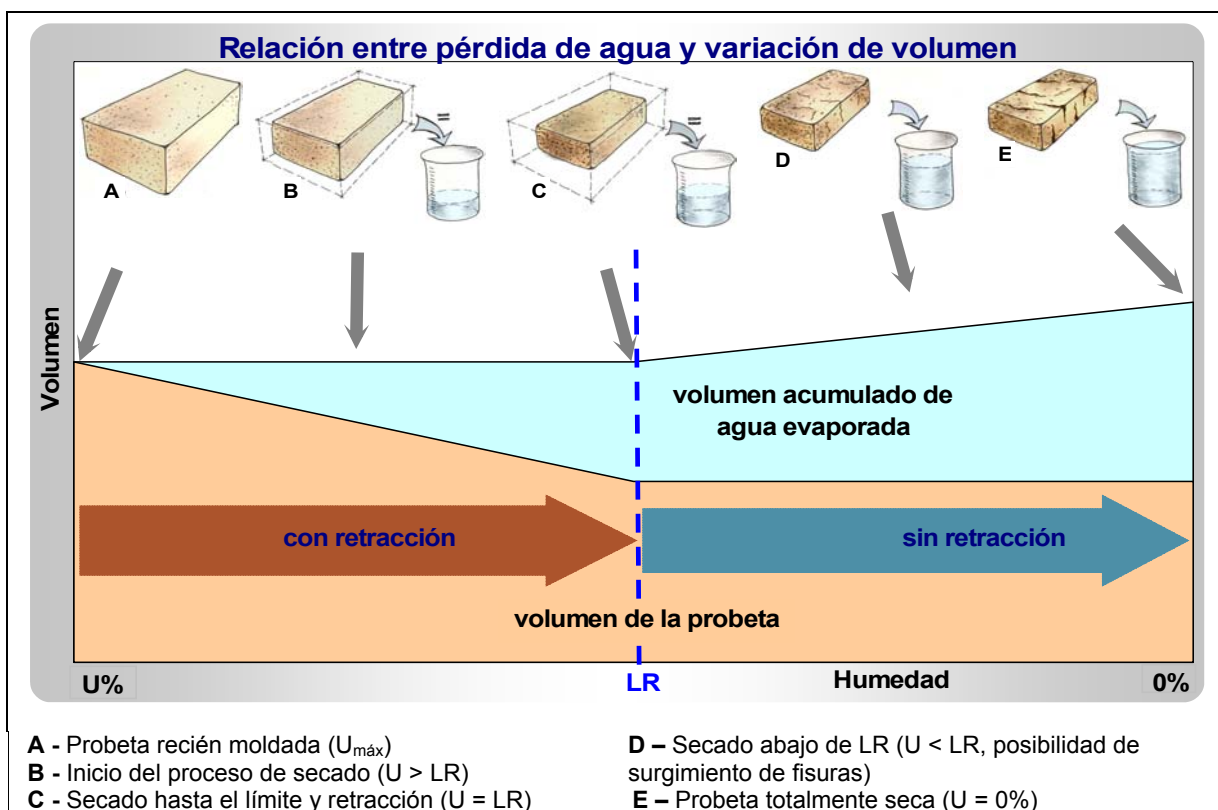 Relación entre pérdida de agua y variación de volumen
A
B
=
C
=
D
E
Volumen
volumen acumulado de
agua evaporada
con retracción
sin retracción
volumen de la probeta
U%
LR
Humedad
0%
A - Probeta recién moldada (Umáx)
B - Inicio del proceso de secado (U > LR)
C - Secado hasta el límite y retracción (U = LR)
D – Secado abajo de LR (U < LR, posibilidad de
surgimiento de fisuras)
E – Probeta totalmente seca (U = 0%)